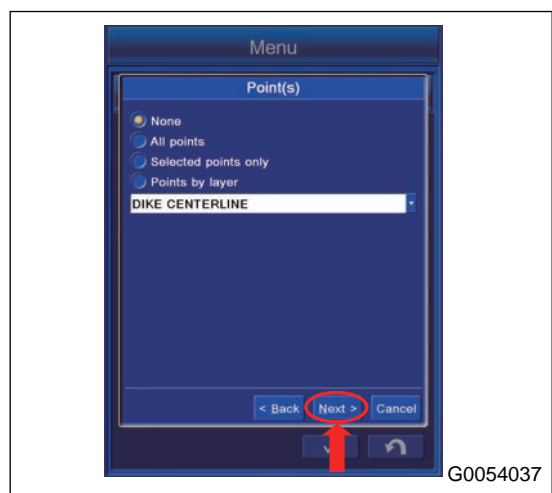 Menu
Point(s)
None
All points
Selected points only
Points by layer
DIKE CENTERLINE
< Back Next > Cancel
G0054037